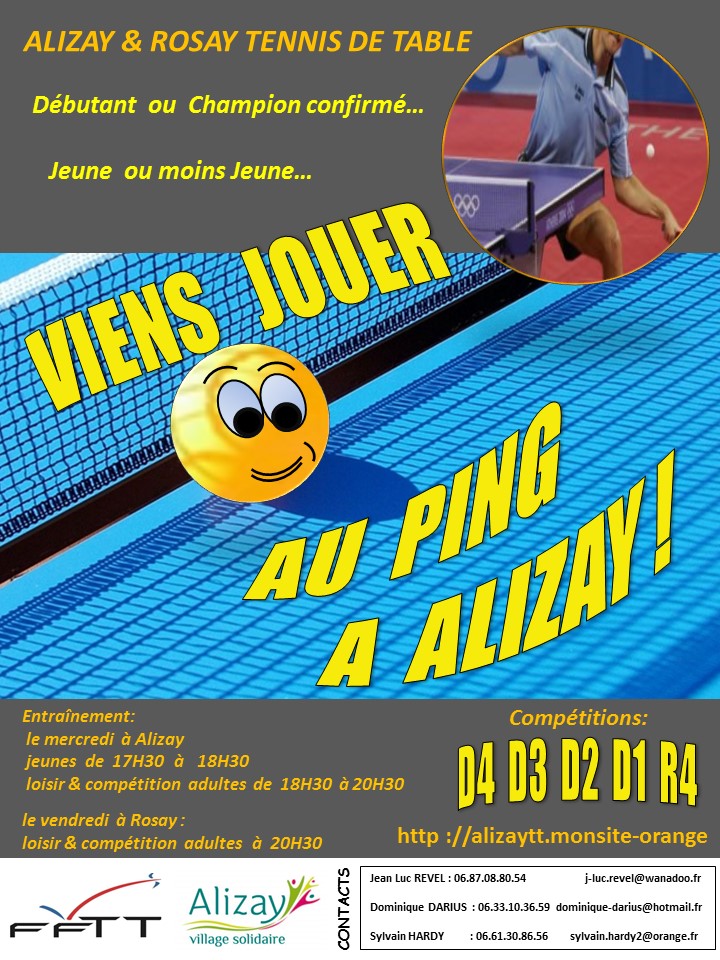 ALIZAY & ROSAY TENNIS DE TABLE
Débutant ou Champion confirmé...
Jeune ou moins Jeune...
VIENS JOUER
AU PING
A ALIZAY !
Entraînement:
le mercredi à Alizay
jeunes de 17H30 à 18H30
loisir & compétition adultes de 18H30 à 20H30
le vendredi à Rosay :
loisir & compétition adultes à 20H30
Compétitions:
D4 D3 D2 D1 R4
http ://alizaytt.monsite-orange
FFTT
Alizay
village solidaire
CONTACTS
Jean Luc REVEL : 06.87.08.80.54 j-luc.revel@wanadoo.fr
Dominique DARIUS : 06.33.10.36.59 dominique-darius@hotmail.fr
Sylvain HARDY : 06.61.30.86.56 sylvain.hardy2@orange.fr